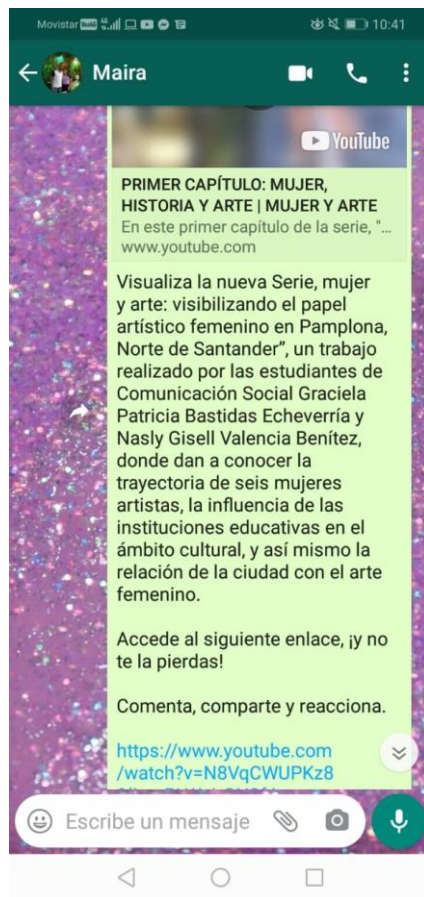 Movistar 10:41
Maira
YouTube
PRIMER CAPÍTULO: MUJER,
HISTORIA Y ARTE | MUJER Y ARTE
En este primer capítulo de la serie, "...
www.youtube.com
Visualiza la nueva Serie, mujer
y arte: visibilizando el papel
artístico femenino en Pamplona,
Norte de Santander”, un trabajo
realizado por las estudiantes de
Comunicación Social Graciela
Patricia Bastidas Echeverría y
Nasly Gisell Valencia Benítez,
donde dan a conocer la
trayectoria de seis mujeres
artistas, la influencia de las
instituciones educativas en el
ámbito cultural, y así mismo la
relación de la ciudad con el arte
femenino.
Accede al siguiente enlace, ¡y no
te la pierdas!
Comenta, comparte y reacciona.
https://www.youtube.com
/watch?v=N8VqCWUPKz8
Escribe un mensaje